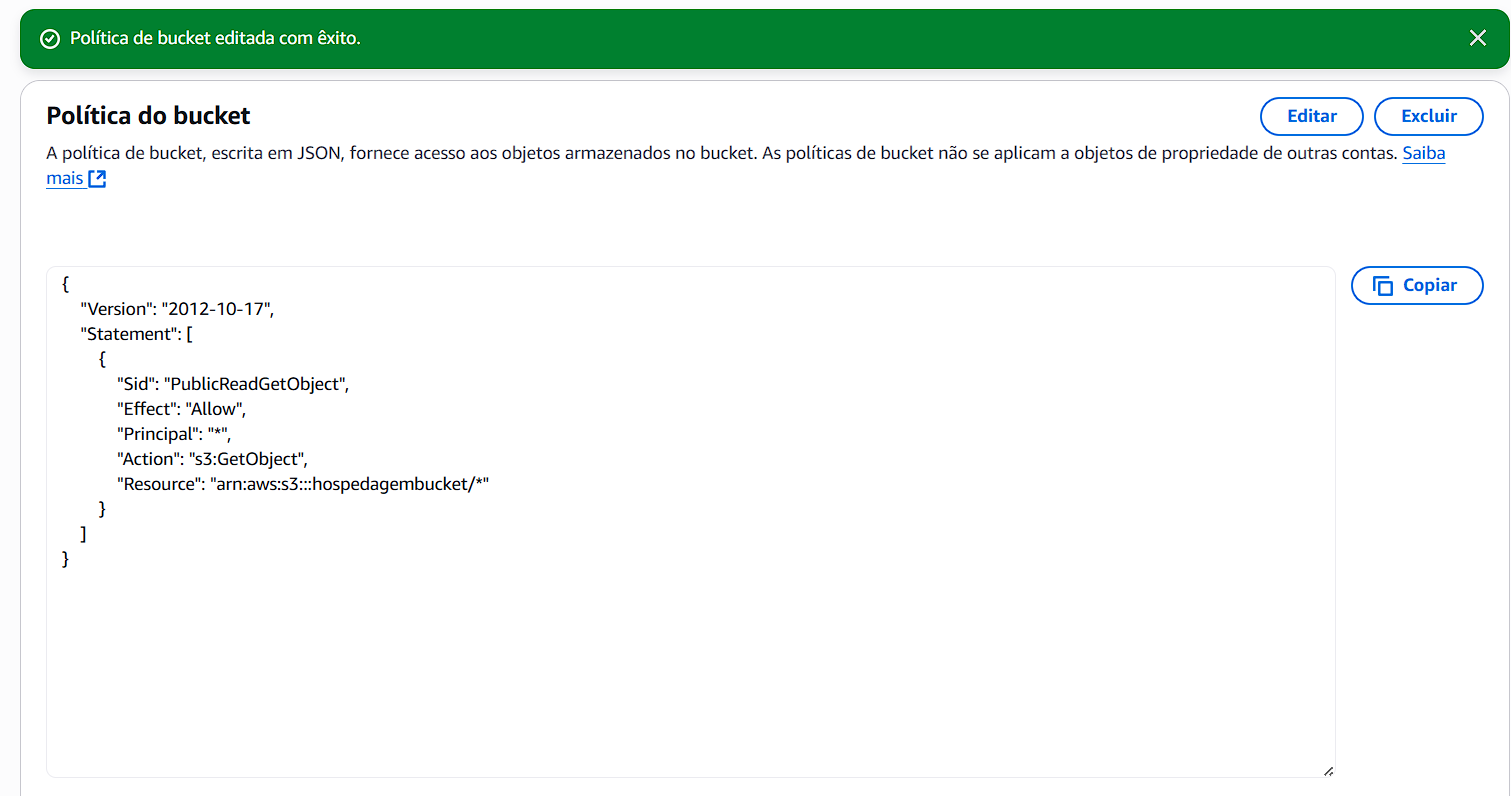 Política de bucket editada com êxito.
Política do bucket
Editar
Excluir
A política de bucket, escrita em JSON, fornece acesso aos objetos armazenados no bucket. As políticas de bucket não se aplicam a objetos de propriedade de outras contas. Saiba
mais
Copiar
{
"Version": "2012-10-17",
"Statement": [
{
"Sid": "PublicReadGetObject",
"Effect": "Allow",
"Principal": "*",
"Action": "s3:GetObject",
"Resource": "arn:aws:s3:::hospedagembucket/*"
}
]
}